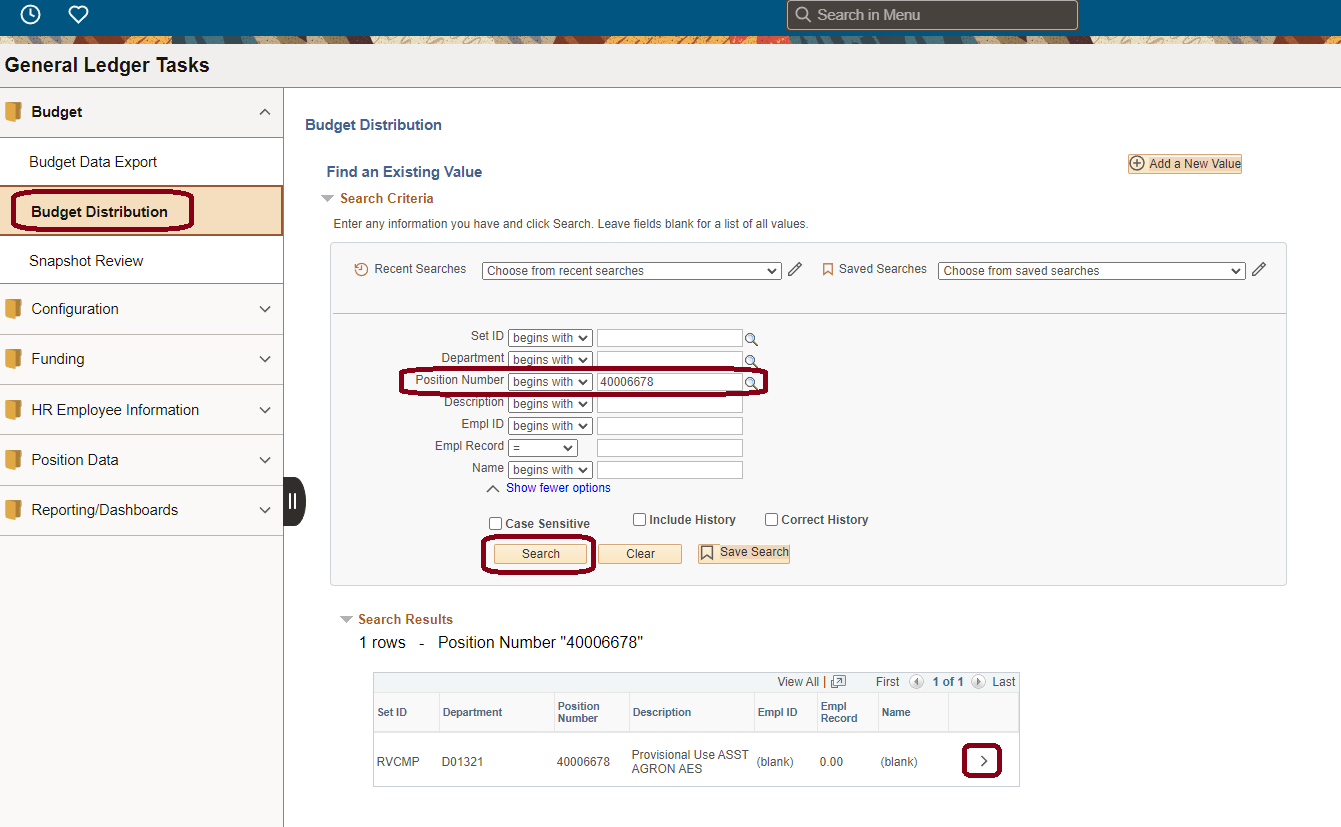 Search in Menu
General Ledger Tasks
Budget
Budget Data Export
Budget Distribution
Snapshot Review
Configuration
Funding
HR Employee Information
Position Data
Reporting/Dashboards
Budget Distribution
Find an Existing Value
Add a New Value
Search Criteria
Enter any information you have and click Search. Leave fields blank for a list of all values.
Recent Searches Choose from recent searches Saved Searches Choose from saved searches
Set ID begins with
Department begins with
Position Number begins with 40006678
Description begins with
Empl ID begins with
Empl Record =
Name begins with
Show fewer options
Case Sensitive Include History Correct History
Search Clear Save Search
Search Results
1 rows - Position Number "40006678"
View All | First 1 of 1 Last
Set ID Department Position Number Description Empl ID Empl Record Name
RVCMP D01321 40006678 Provisional Use ASST AGRON AES (blank) 0.00 (blank)